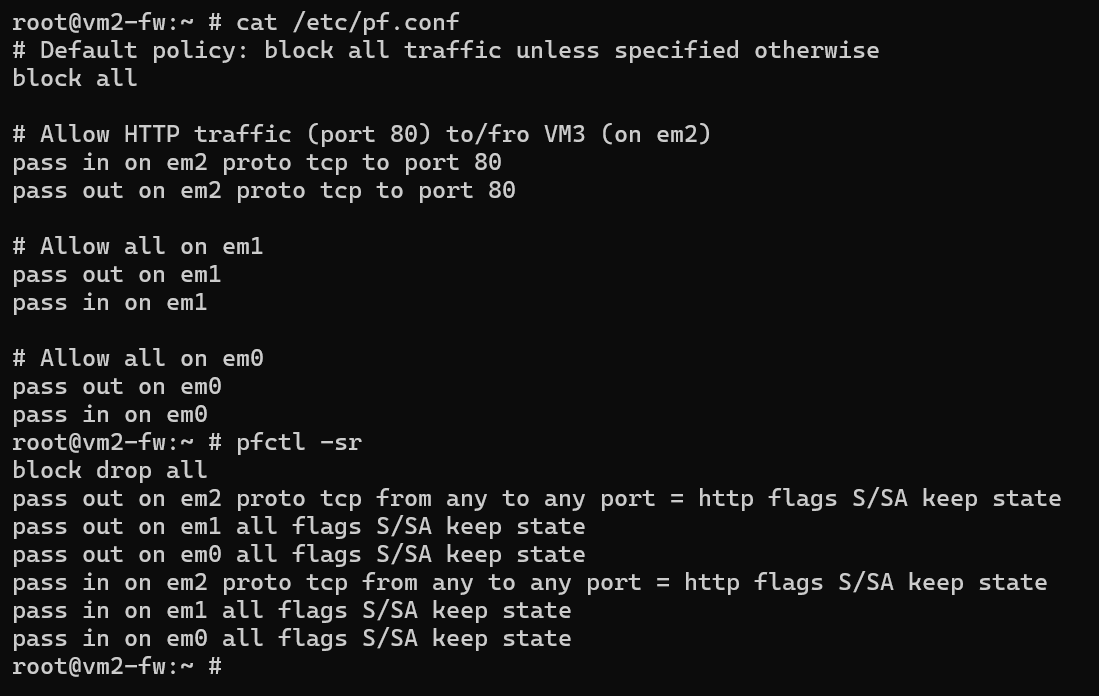 root@vm2-fw:~ # cat /etc/pf.conf
# Default policy: block all traffic unless specified otherwise
block all

# Allow HTTP traffic (port 80) to/fro VM3 (on em2)
pass in on em2 proto tcp to port 80
pass out on em2 proto tcp to port 80

# Allow all on em1
pass out on em1
pass in on em1

# Allow all on em0
pass out on em0
pass in on em0
root@vm2-fw:~ # pfctl -sr
block drop all
pass out on em2 proto tcp from any to any port = http flags S/SA keep state
pass out on em1 all flags S/SA keep state
pass out on em0 all flags S/SA keep state
pass in on em2 proto tcp from any to any port = http flags S/SA keep state
pass in on em1 all flags S/SA keep state
pass in on em0 all flags S/SA keep state
root@vm2-fw:~ #